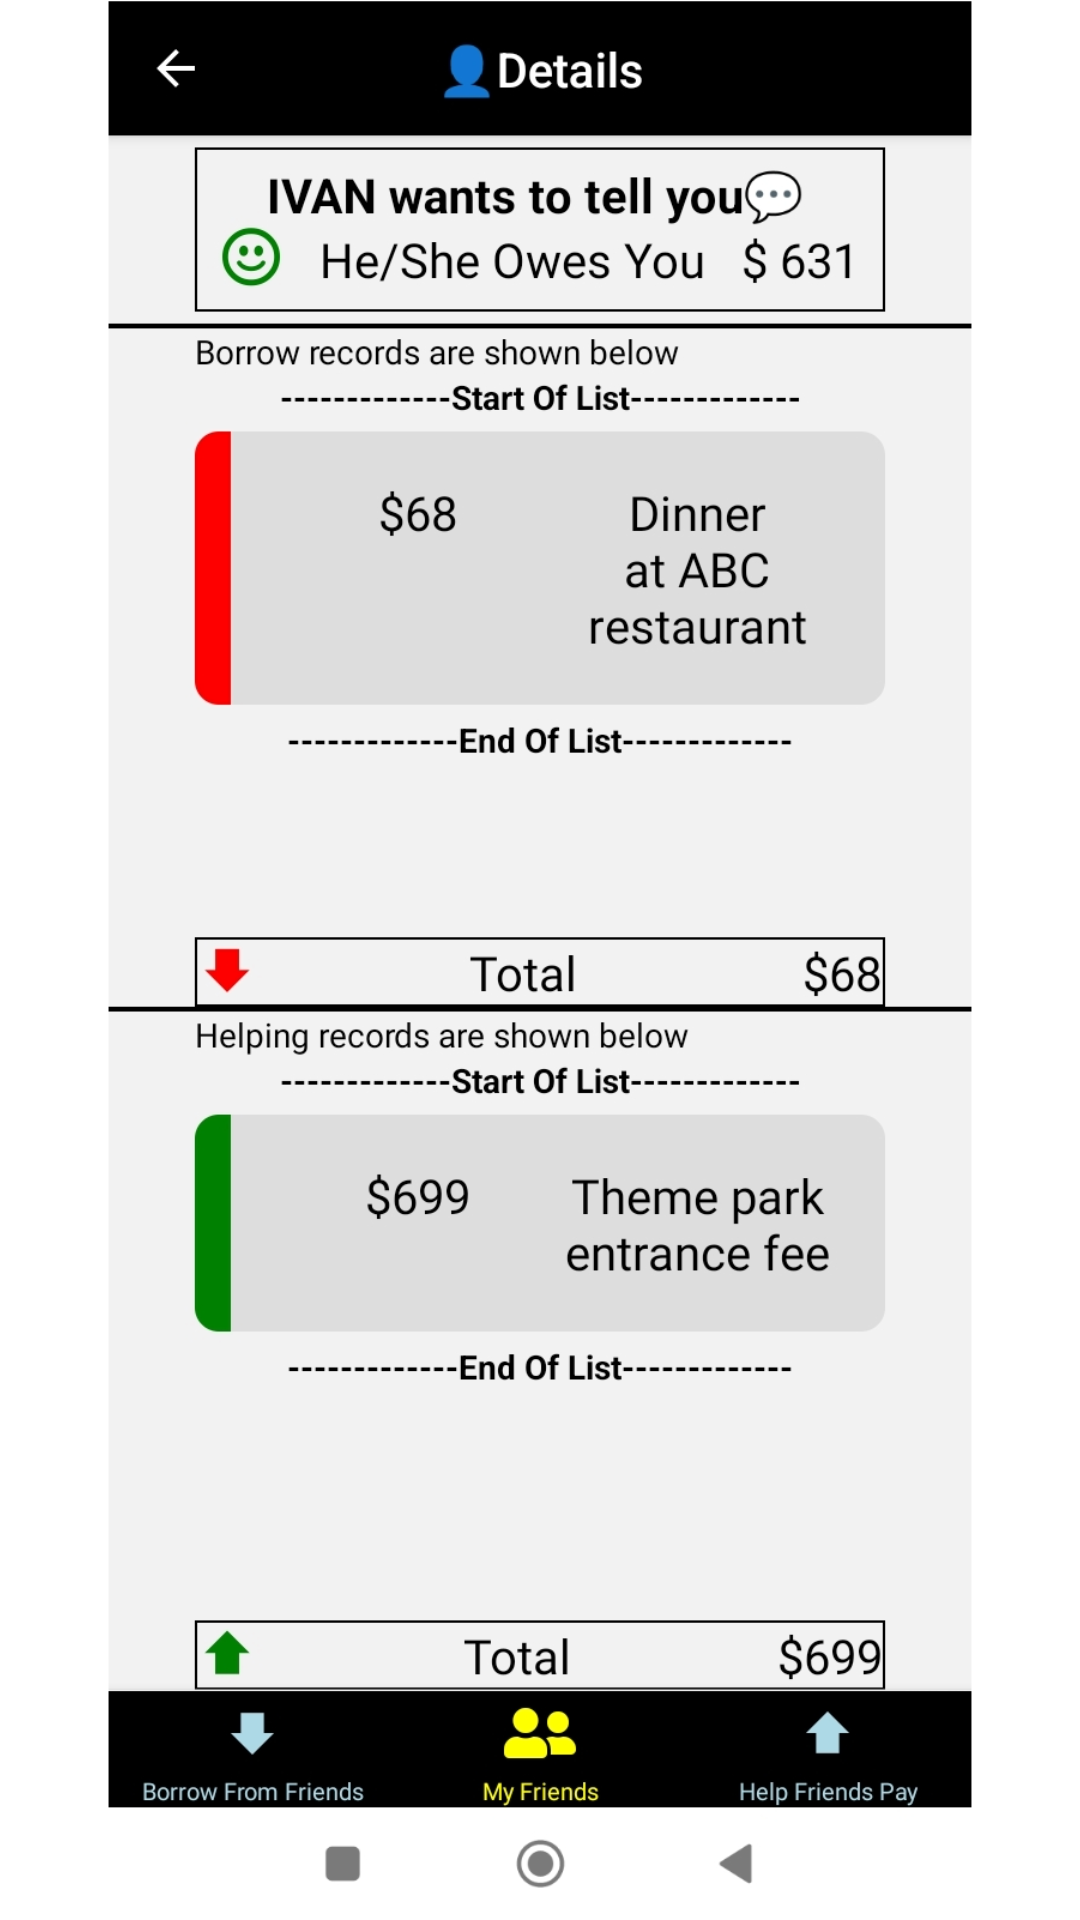 Details
IVAN wants to tell you
He/She Owes You $ 631
Borrow records are shown below
-------------Start Of List-------------
$68 Dinner
at ABC
restaurant
-------------End Of List-------------
Total $68
Helping records are shown below
-------------Start Of List-------------
$699 Theme park
entrance fee
-------------End Of List-------------
Total $699
Borrow From Friends My Friends Help Friends Pay